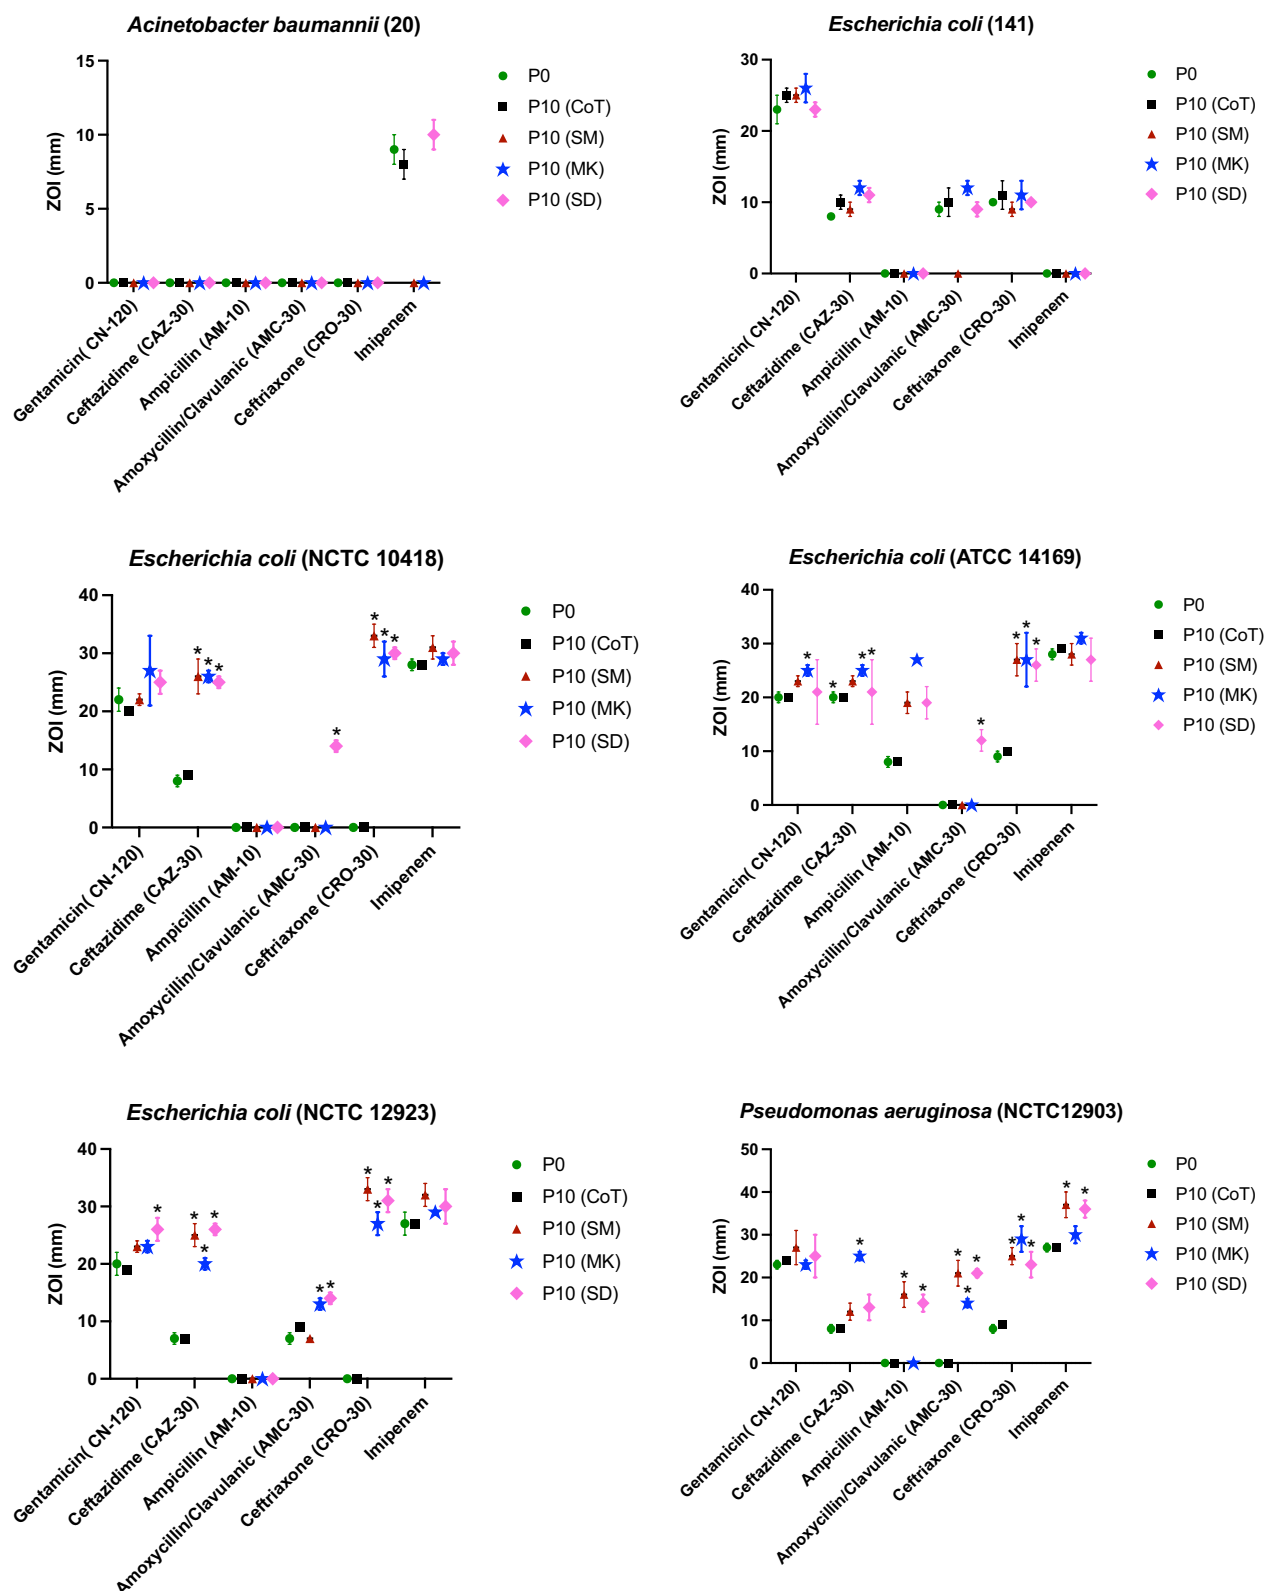 Acinetobacter baumannii (20)
ZOI (mm)
15
10
5
0
Gentamicin( CN-120)
Ceftazidime (CAZ-30)
Ampicillin (AM-10)
Amoxycillin/Clavulanic (AMC-30)
Ceftriaxone (CRO-30)
Imipenem
P0
P10 (CoT)
P10 (SM)
P10 (MK)
P10 (SD)
Escherichia coli (141)
ZOI (mm)
30
20
10
0
Gentamicin( CN-120)
Ceftazidime (CAZ-30)
Ampicillin (AM-10)
Amoxycillin/Clavulanic (AMC-30)
Ceftriaxone (CRO-30)
Imipenem
P0
P10 (CoT)
P10 (SM)
P10 (MK)
P10 (SD)
Escherichia coli (NCTC 10418)
ZOI (mm)
40
30
20
10
0
* * *
*
* * *
Gentamicin( CN-120)
Ceftazidime (CAZ-30)
Ampicillin (AM-10)
Amoxycillin/Clavulanic (AMC-30)
Ceftriaxone (CRO-30)
Imipenem
P0
P10 (CoT)
P10 (SM)
P10 (MK)
P10 (SD)
Escherichia coli (ATCC 14169)
ZOI (mm)
40
30
20
10
0
*
* * *
*
* * *
Gentamicin( CN-120)
Ceftazidime (CAZ-30)
Ampicillin (AM-10)
Amoxycillin/Clavulanic (AMC-30)
Ceftriaxone (CRO-30)
Imipenem
P0
P10 (CoT)
P10 (SM)
P10 (MK)
P10 (SD)
Escherichia coli (NCTC 12923)
ZOI (mm)
40
30
20
10
0
*
* * *
* *
* * *
Gentamicin( CN-120)
Ceftazidime (CAZ-30)
Ampicillin (AM-10)
Amoxycillin/Clavulanic (AMC-30)
Ceftriaxone (CRO-30)
Imipenem
P0
P10 (CoT)
P10 (SM)
P10 (MK)
P10 (SD)
Pseudomonas aeruginosa (NCTC12903)
ZOI (mm)
50
40
30
20
10
0
*
* *
* * *
* * *
* *
Gentamicin( CN-120)
Ceftazidime (CAZ-30)
Ampicillin (AM-10)
Amoxycillin/Clavulanic (AMC-30)
Ceftriaxone (CRO-30)
Imipenem
P0
P10 (CoT)
P10 (SM)
P10 (MK)
P10 (SD)